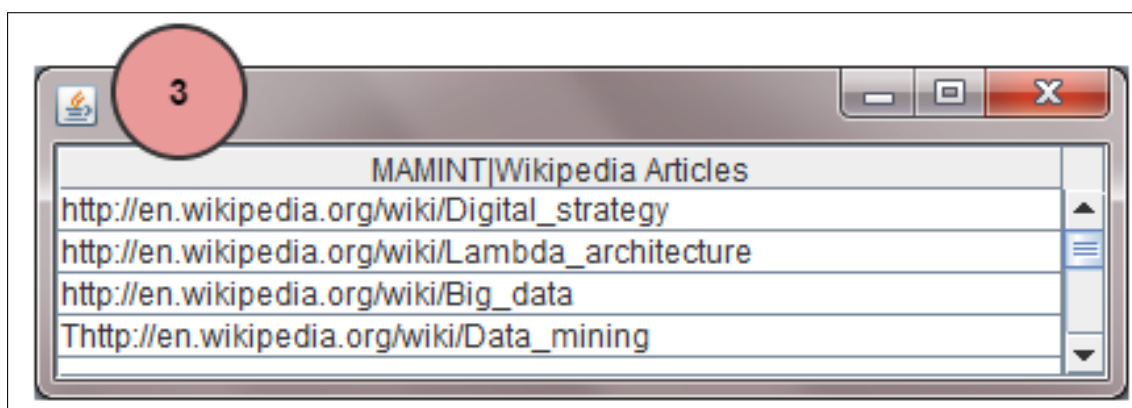 3
MAMINT|Wikipedia Articles
http://en.wikipedia.org/wiki/Digital_strategy
http://en.wikipedia.org/wiki/Lambda_architecture
http://en.wikipedia.org/wiki/Big_data
Thttp://en.wikipedia.org/wiki/Data_mining